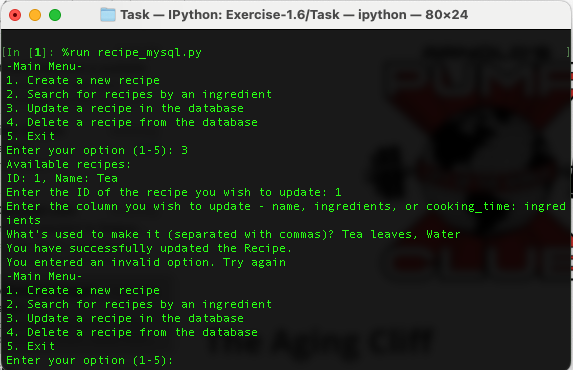 Task — IPython: Exercise-1.6/Task — ipython — 80×24
[In [1]: %run recipe_mysql.py ]
-Main Menu-
1. Create a new recipe
2. Search for recipes by an ingredient
3. Update a recipe in the database
4. Delete a recipe from the database
5. Exit
Enter your option (1-5): 3
Available recipes:
ID: 1, Name: Tea
Enter the ID of the recipe you wish to update: 1
Enter the column you wish to update - name, ingredients, or cooking_time: ingred
ients
What's used to make it (separated with commas)? Tea leaves, Water
You have successfully updated the Recipe.
You entered an invalid option. Try again
-Main Menu-
1. Create a new recipe
2. Search for recipes by an ingredient
3. Update a recipe in the database
4. Delete a recipe from the database
5. Exit
Enter your option (1-5):
The Aging Cliff